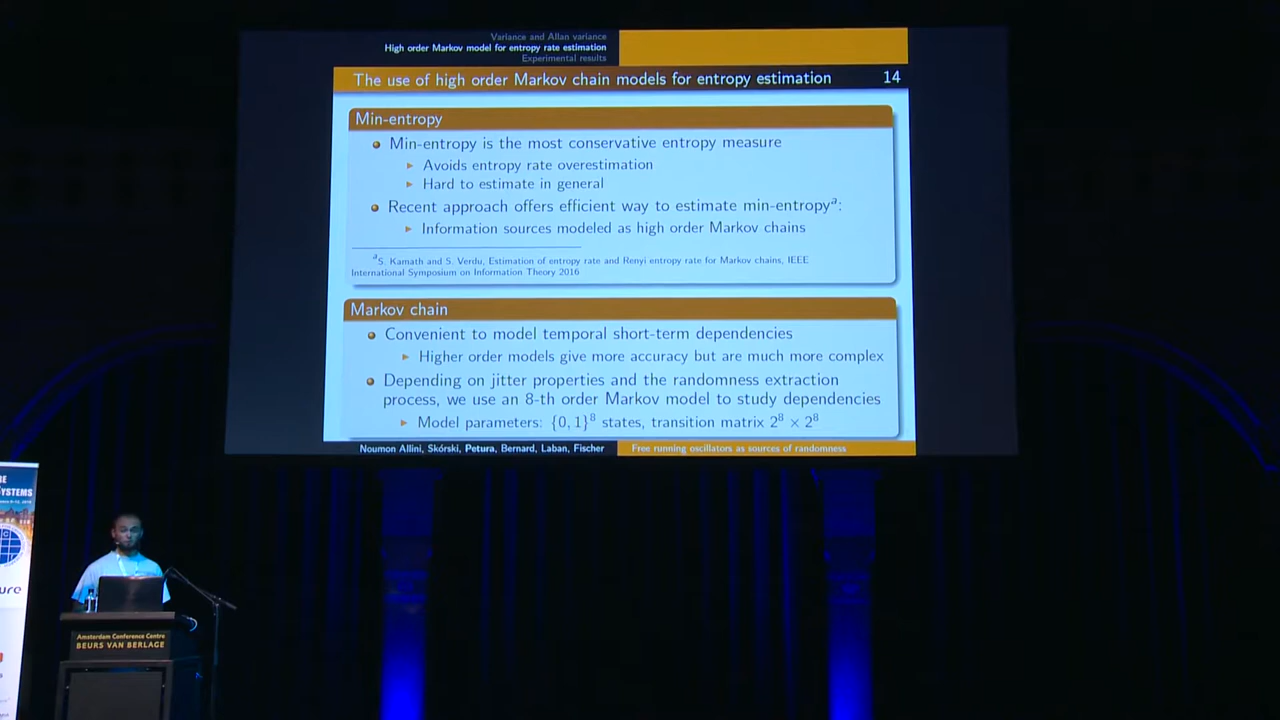 Variance and Allan variance
High order Markov model for entropy rate estimation
Experimental results
The use of high order Markov chain models for entropy estimation 14
Min-entropy
Min-entropy is the most conservative entropy measure
Avoids entropy rate overestimation
Hard to estimate in general
Recent approach offers efficient way to estimate min-entropyᵃ:
Information sources modeled as high order Markov chains
ᵃS. Kamath and S. Verdu, Estimation of entropy rate and Renyi entropy rate for Markov chains, IEEE
International Symposium on Information Theory 2016
Markov chain
Convenient to model temporal short-term dependencies
Higher order models give more accuracy but are much more complex
Depending on jitter properties and the randomness extraction
process, we use an 8-th order Markov model to study dependencies
Model parameters: {0, 1}⁸ states, transition matrix 2⁸ × 2⁸
Noumon Allini, Skórski, Petura, Bernard, Laban, Fischer
Free running oscillators as sources of randomness
YSTEMS
ure
Amsterdam Conference Centre
BEURS VAN BERLAGE